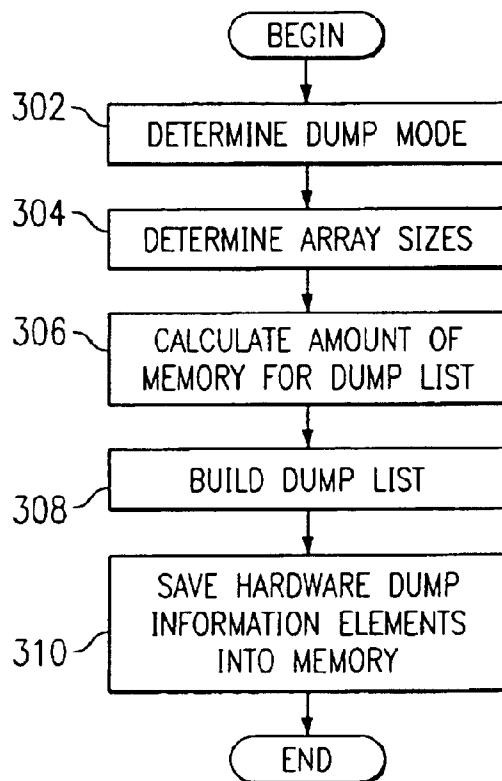 BEGIN
302
DETERMINE DUMP MODE
304
DETERMINE ARRAY SIZES
306
CALCULATE AMOUNT OF
MEMORY FOR DUMP LIST
BUILD DUMP LIST
308
SAVE HARDWARE DUMP
INFORMATION ELEMENTS
310
INTO MEMORY
END